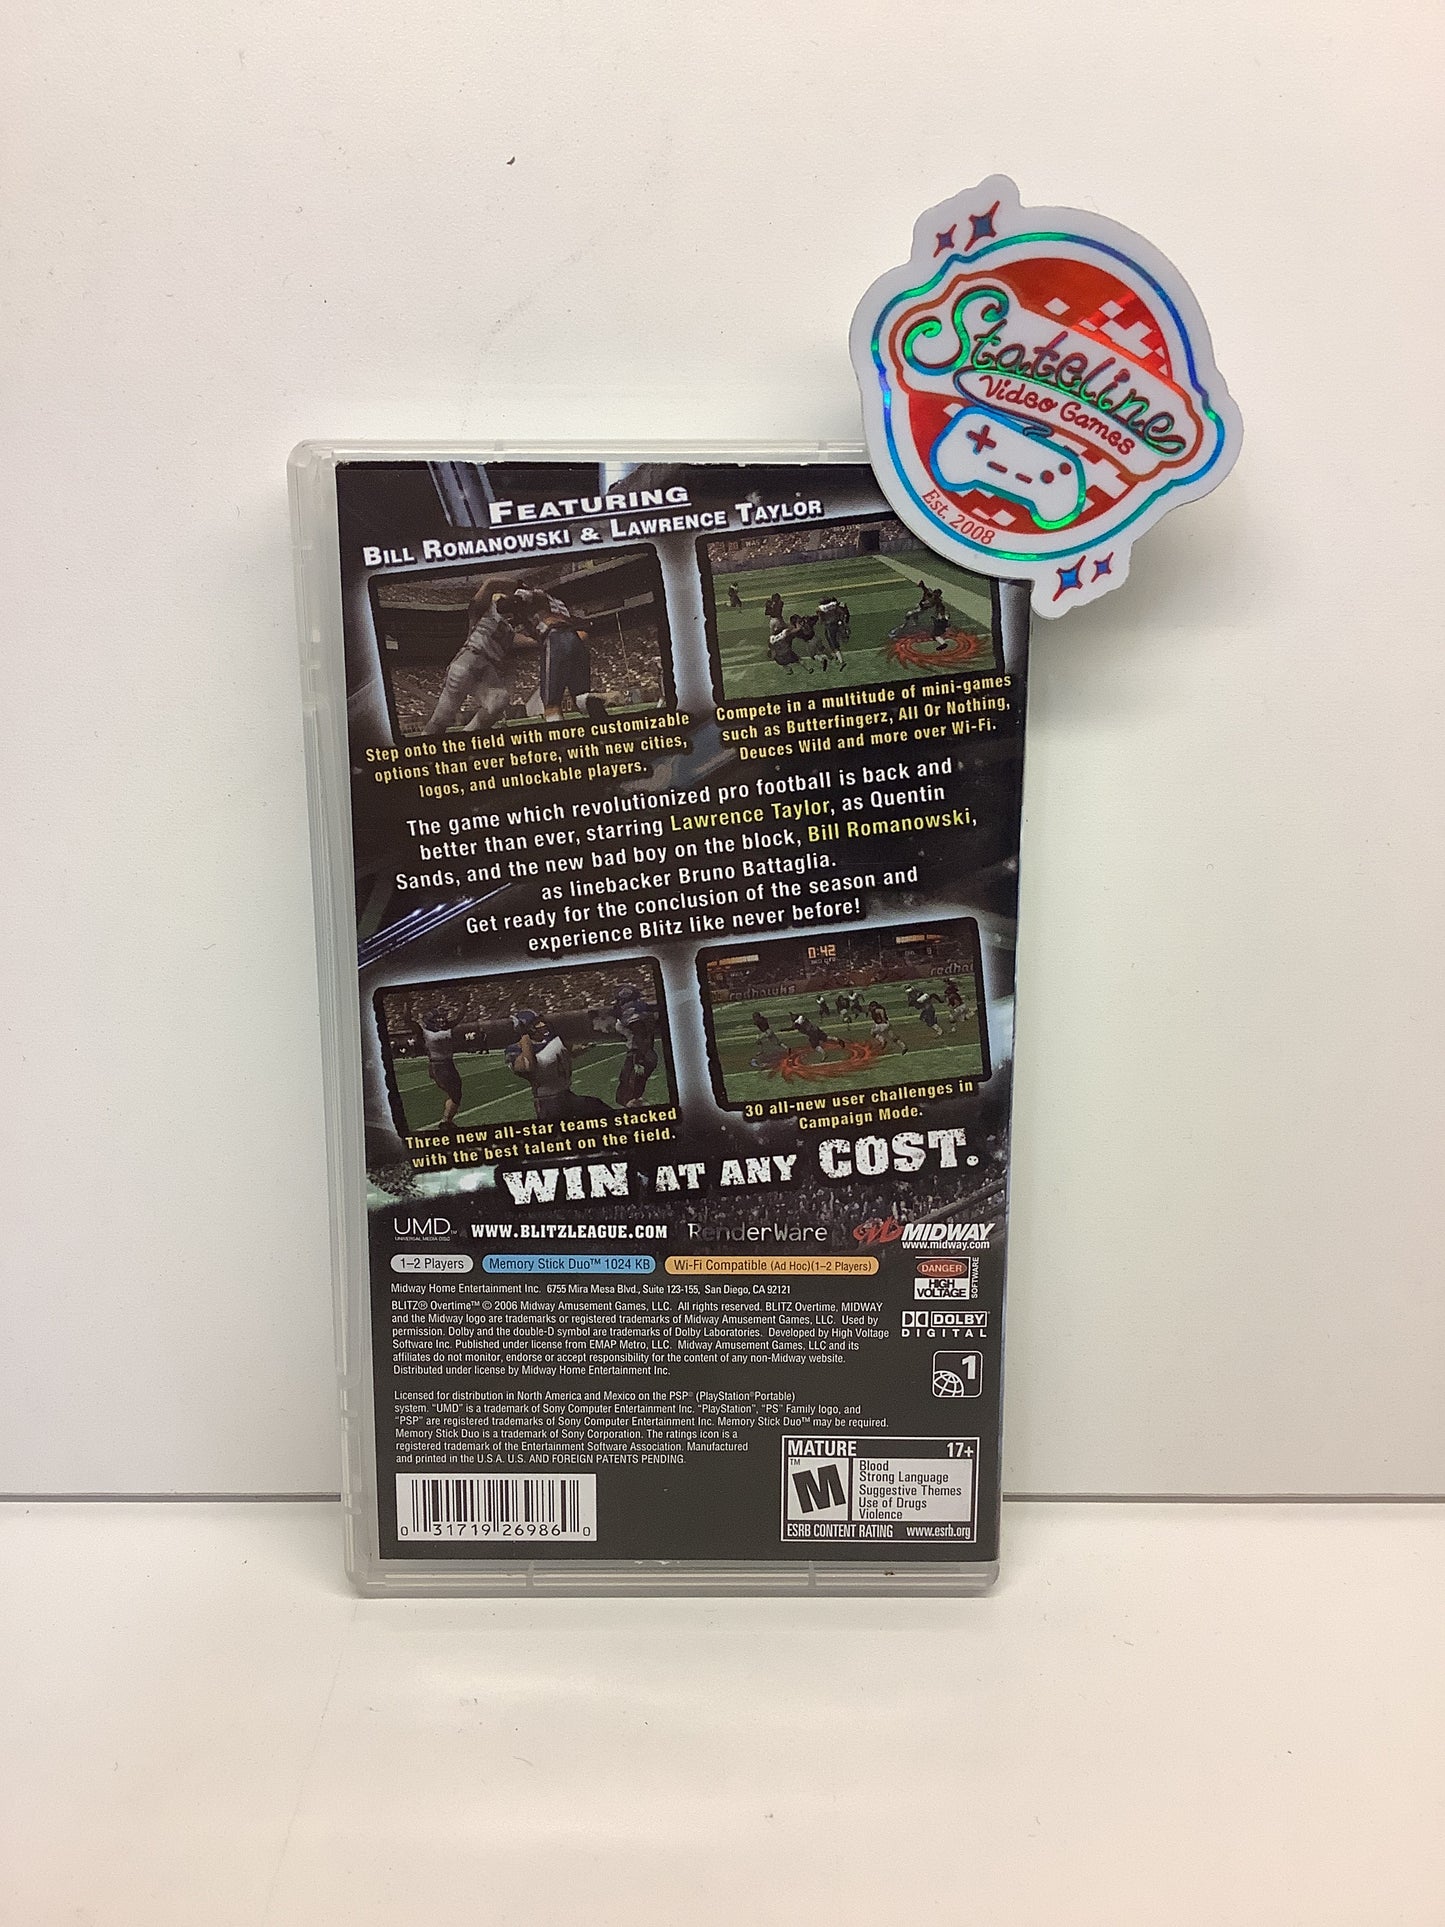 Stateline
Video Games
Est. 2008
FEATURING
BILL ROMANOWSKI & LAWRENCE TAYLOR
Step onto the field with more customizable
options than ever before, with new cities,
logos, and unlockable players.
Compete in a multitude of mini-games
such as Butterfingerz, All Or Nothing,
Deuces Wild and more over Wi-Fi.
The game which revolutionized pro football is back and
better than ever, starring Lawrence Taylor, as Quentin
Sands, and the new bad boy on the block, Bill Romanowski,
as linebacker Bruno Battaglia.
Get ready for the conclusion of the season and
experience Blitz like never before!
0:42
redhawks
redha
Three new all-star teams stacked
with the best talent on the field.
30 all-new user challenges in
Campaign Mode.
WIN AT ANY COST.
UMD™
UNIVERSAL MEDIA DISC
WWW.BLITZLEAGUE.COM
RenderWare
MIDWAY
www.midway.com
1–2 Players
Memory Stick Duo™ 1024 KB
Wi-Fi Compatible (Ad Hoc)(1–2 Players)
DANGER
HIGH
VOLTAGE
SOFTWARE
Midway Home Entertainment Inc. 6755 Mira Mesa Blvd., Suite 123-155, San Diego, CA 92121
BLITZ® Overtime™ © 2006 Midway Amusement Games, LLC. All rights reserved. BLITZ Overtime, MIDWAY
and the Midway logo are trademarks or registered trademarks of Midway Amusement Games, LLC. Used by
permission. Dolby and the double-D symbol are trademarks of Dolby Laboratories. Developed by High Voltage
Software Inc. Published under license from EMAP Metro, LLC. Midway Amusement Games, LLC and its
affiliates do not monitor, endorse or accept responsibility for the content of any non-Midway website.
Distributed under license by Midway Home Entertainment Inc.
DOLBY
DIGITAL
1
Licensed for distribution in North America and Mexico on the PSP® (PlayStation®Portable)
system. "UMD" is a trademark of Sony Computer Entertainment Inc. "PlayStation", "PS" Family logo, and
"PSP" are registered trademarks of Sony Computer Entertainment Inc. Memory Stick Duo™ may be required.
Memory Stick Duo is a trademark of Sony Corporation. The ratings icon is a
registered trademark of the Entertainment Software Association. Manufactured
and printed in the U.S.A. U.S. AND FOREIGN PATENTS PENDING.
0 31719 26986 0
MATURE 17+
TM
M
Blood
Strong Language
Suggestive Themes
Use of Drugs
Violence
ESRB CONTENT RATING www.esrb.org